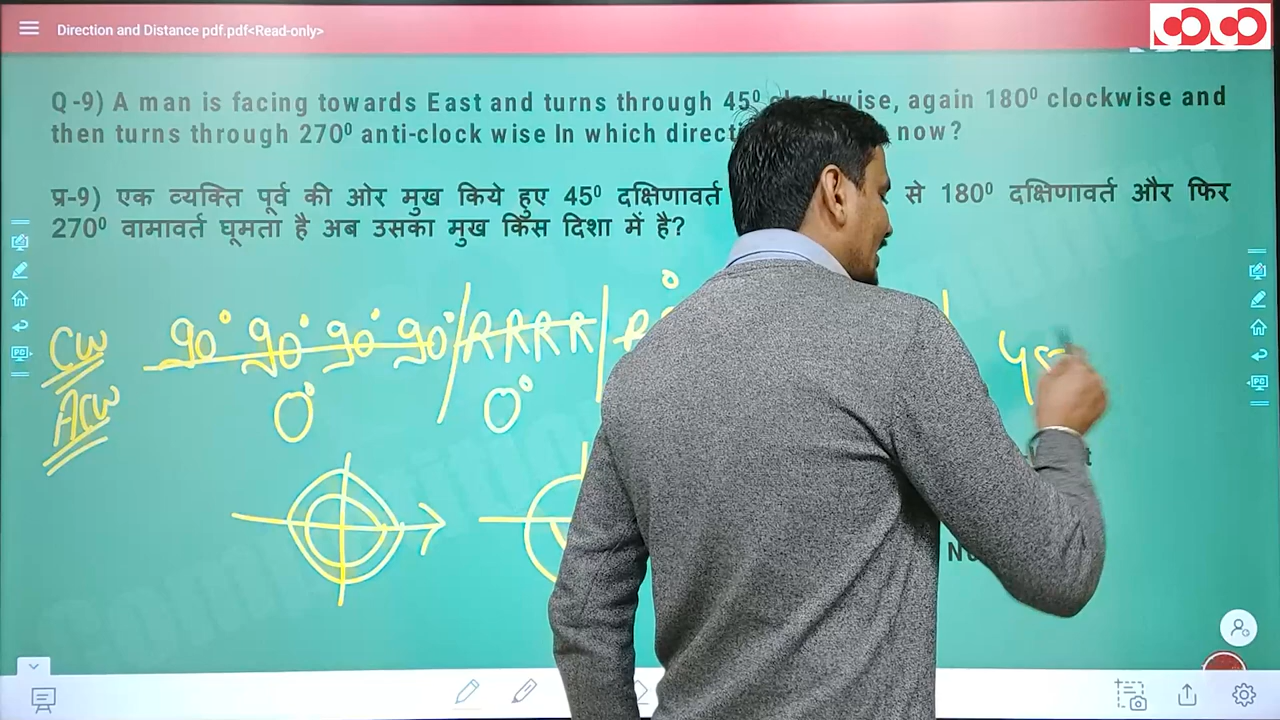 Direction and Distance pdf.pdf<Read-only>
Q-9) A man is facing towards East and turns through 45⁰ wise, again 180⁰ clockwise and
then turns through 270⁰ anti-clock wise In which now?
प्र-9) एक व्यक्ति पूर्व की ओर मुख किये हुए 45⁰ दक्षिणावर्त से 180⁰ दक्षिणावर्त और फिर
270⁰ वामावर्त घूमता है अब उसका मुख किस दिशा में है?
CW 90° 90° 90° 90° / R R R R / R
ACW 0° 0°